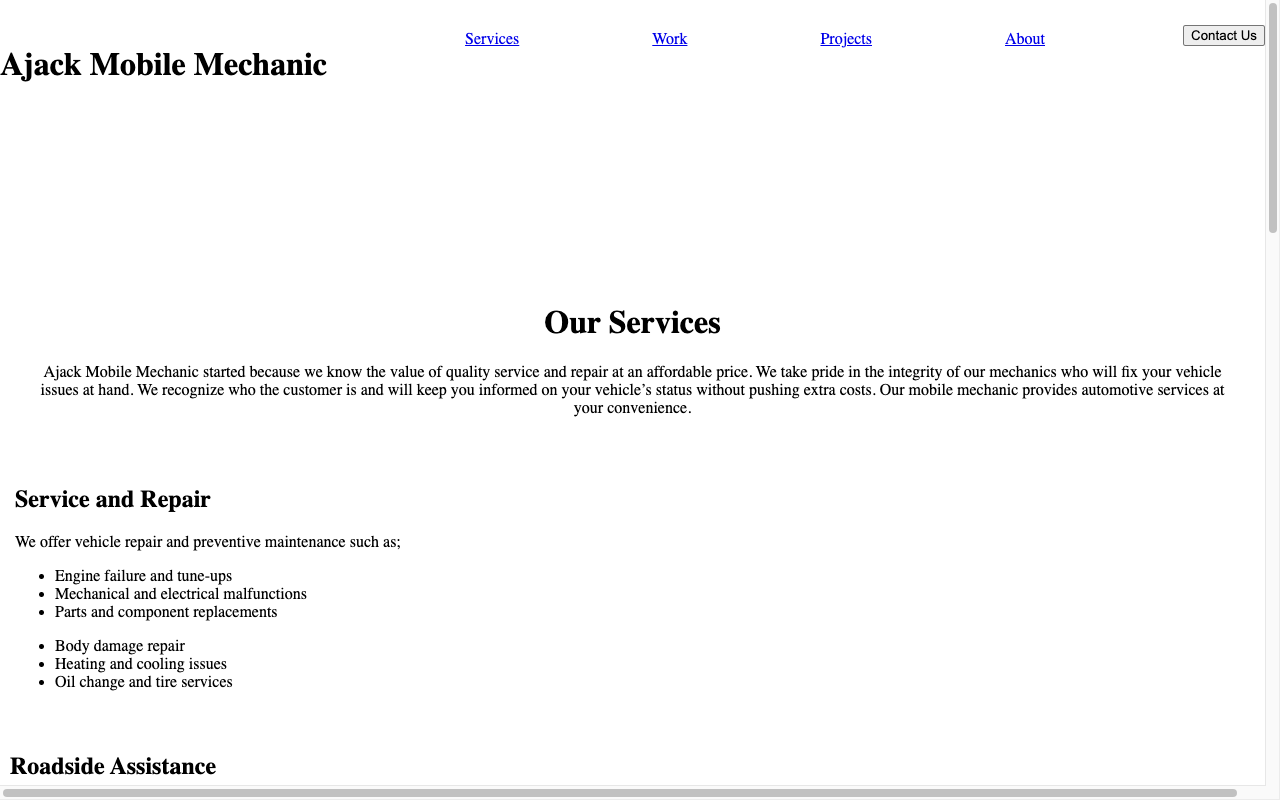 Ajack Mobile Mechanic
Services
Work
Projects
About
Contact Us
Our Services
Ajack Mobile Mechanic started because we know the value of quality service and repair at an affordable price. We take pride in the integrity of our mechanics who will fix your vehicle
issues at hand. We recognize who the customer is and will keep you informed on your vehicle’s status without pushing extra costs. Our mobile mechanic provides automotive services at
your convenience.
Service and Repair
We offer vehicle repair and preventive maintenance such as;
Engine failure and tune-ups
Mechanical and electrical malfunctions
Parts and component replacements
Body damage repair
Heating and cooling issues
Oil change and tire services
Roadside Assistance